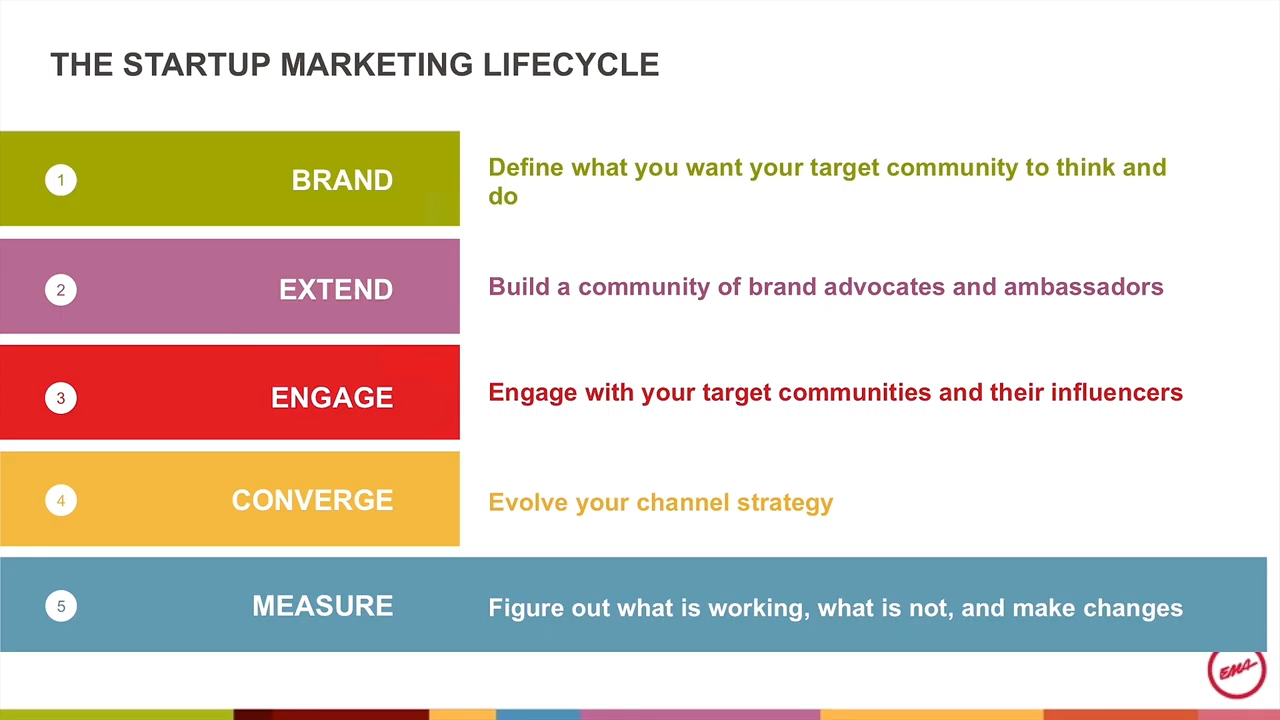 THE STARTUP MARKETING LIFECYCLE
1 BRAND
Define what you want your target community to think and
do
2 EXTEND
Build a community of brand advocates and ambassadors
3 ENGAGE
Engage with your target communities and their influencers
4 CONVERGE
Evolve your channel strategy
5 MEASURE
Figure out what is working, what is not, and make changes
EMA